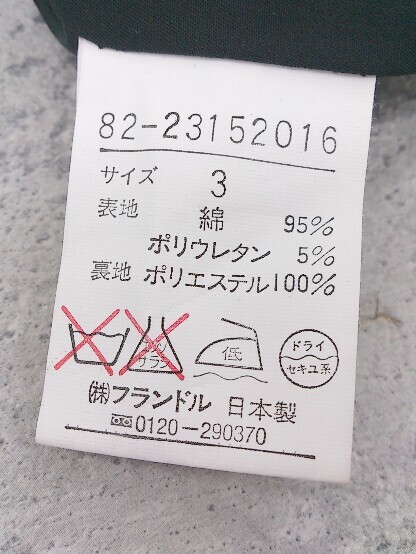 82-23152016
サイズ 3
表地 綿 95%
ポリウレタン 5%
裏地 ポリエステル100%
低
ドライ
セキユ系
(株)フランドル 日本製
0120-290370